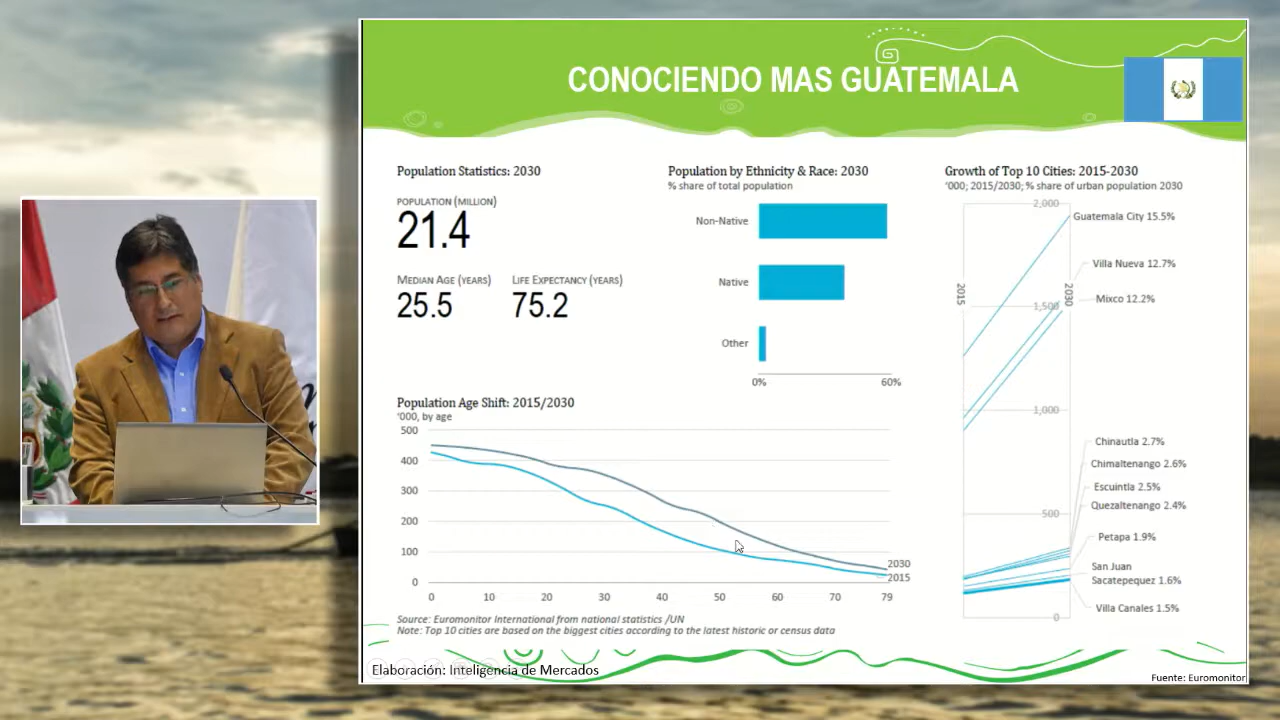 CONOCIENDO MAS GUATEMALA
Population Statistics: 2030
POPULATION (MILLION)
21.4
MEDIAN AGE (YEARS)
25.5
LIFE EXPECTANCY (YEARS)
75.2
Population by Ethnicity & Race: 2030
% share of total population
Non-Native
Native
Other
0%
60%
Growth of Top 10 Cities: 2015-2030
'000; 2015/2030; % share of urban population 2030
2,000
1,500
1,000
500
0
2015
2030
Guatemala City 15.5%
Villa Nueva 12.7%
Mixco 12.2%
Chinautla 2.7%
Chimaltenango 2.6%
Escuintla 2.5%
Quezaltenango 2.4%
Petapa 1.9%
San Juan
Sacatepequez 1.6%
Villa Canales 1.5%
Population Age Shift: 2015/2030
'000, by age
500
400
300
200
100
0
2030
2015
0 10 20 30 40 50 60 70 79
Source: Euromonitor International from national statistics /UN
Note: Top 10 cities are based on the biggest cities according to the latest historic or census data
Elaboración: Inteligencia de Mercados
Fuente: Euromonitor